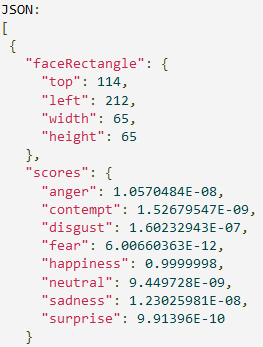 JSON:
[
 {
   "faceRectangle": {
     "top": 114,
     "left": 212,
     "width": 65,
     "height": 65
   },
   "scores": {
     "anger": 1.0570484E-08,
     "contempt": 1.52679547E-09,
     "disgust": 1.60232943E-07,
     "fear": 6.00660363E-12,
     "happiness": 0.9999998,
     "neutral": 9.449728E-09,
     "sadness": 1.23025981E-08,
     "surprise": 9.91396E-10
   }